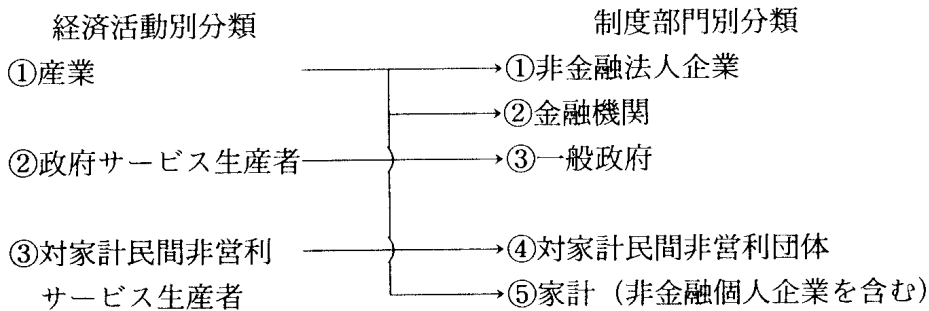 経済活動別分類
制度部門別分類
①産業
①非金融法人企業
②金融機関
②政府サービス生産者
③一般政府
③対家計民間非営利
サービス生産者
④対家計民間非営利団体
⑤家計（非金融個人企業を含む）